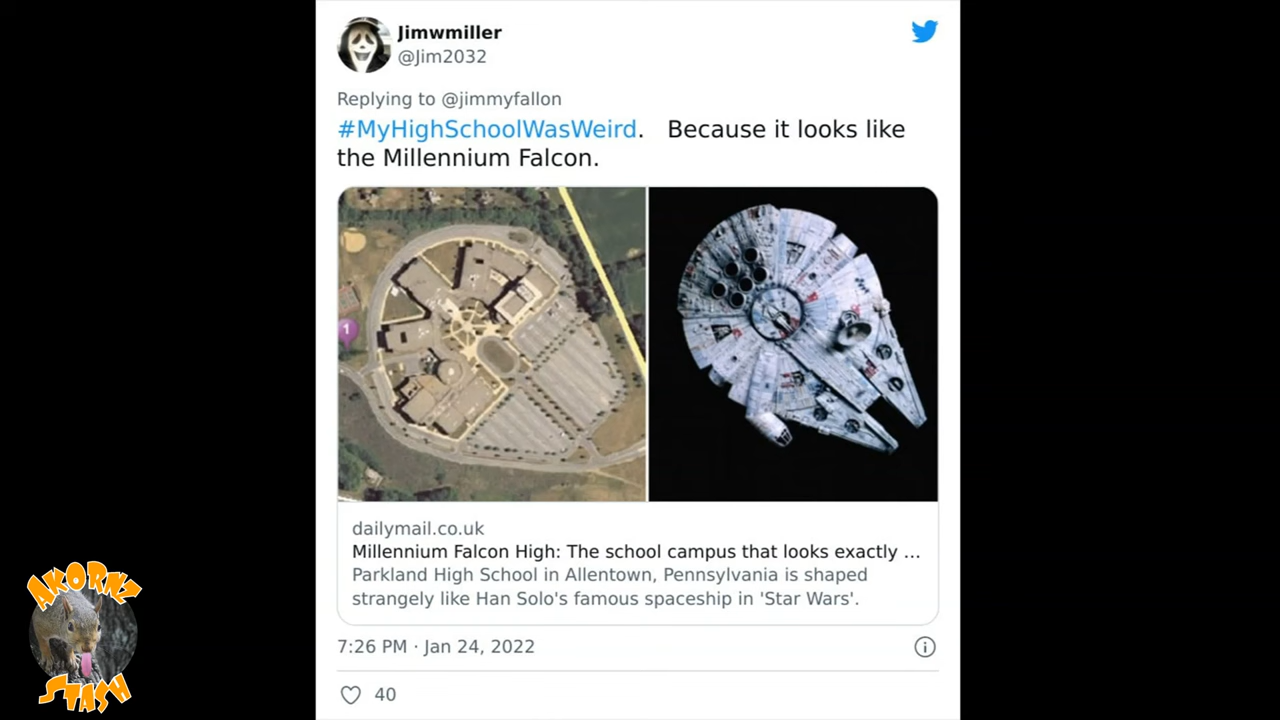 Jimwmiller
@Jim2032
Replying to @jimmyfallon
#MyHighSchoolWasWeird.   Because it looks like
the Millennium Falcon.
1
dailymail.co.uk
Millennium Falcon High: The school campus that looks exactly ...
Parkland High School in Allentown, Pennsylvania is shaped
strangely like Han Solo's famous spaceship in 'Star Wars'.
7:26 PM · Jan 24, 2022
40
AKORNZ
STASH